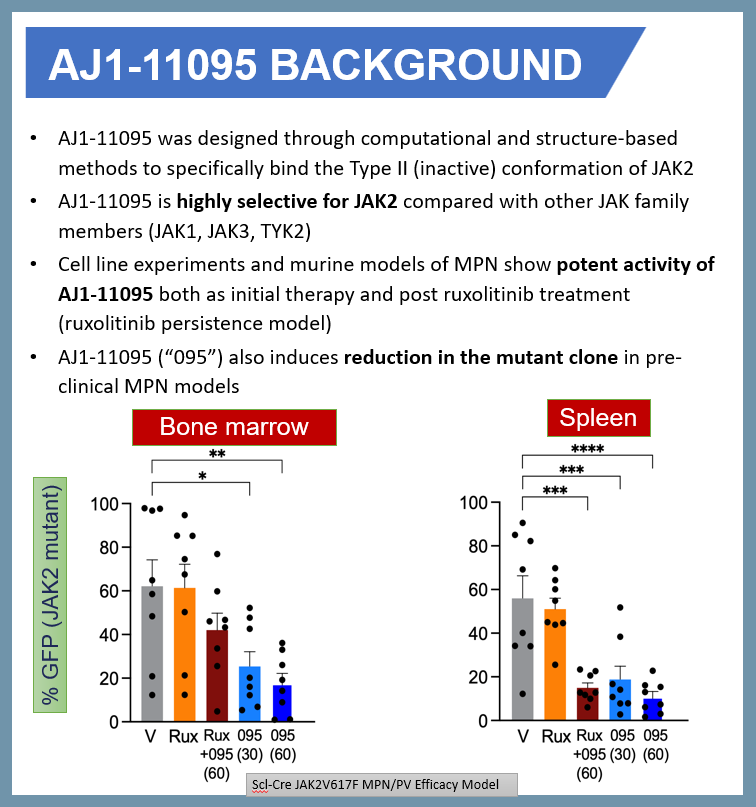 AJ1-11095 BACKGROUND
• AJ1-11095 was designed through computational and structure-based
methods to specifically bind the Type II (inactive) conformation of JAK2
• AJ1-11095 is highly selective for JAK2 compared with other JAK family
members (JAK1, JAK3, TYK2)
• Cell line experiments and murine models of MPN show potent activity of
AJ1-11095 both as initial therapy and post ruxolitinib treatment
(ruxolitinib persistence model)
• AJ1-11095 (“095”) also induces reduction in the mutant clone in pre-
clinical MPN models
Bone marrow
% GFP (JAK2 mutant)
**
*
100
80
60
40
20
0
V Rux Rux 095 095
+095 (30) (60)
(60)
Spleen
****
***
***
100
80
60
40
20
0
V Rux Rux 095 095
+095 (30) (60)
(60)
Scl-Cre JAK2V617F MPN/PV Efficacy Model